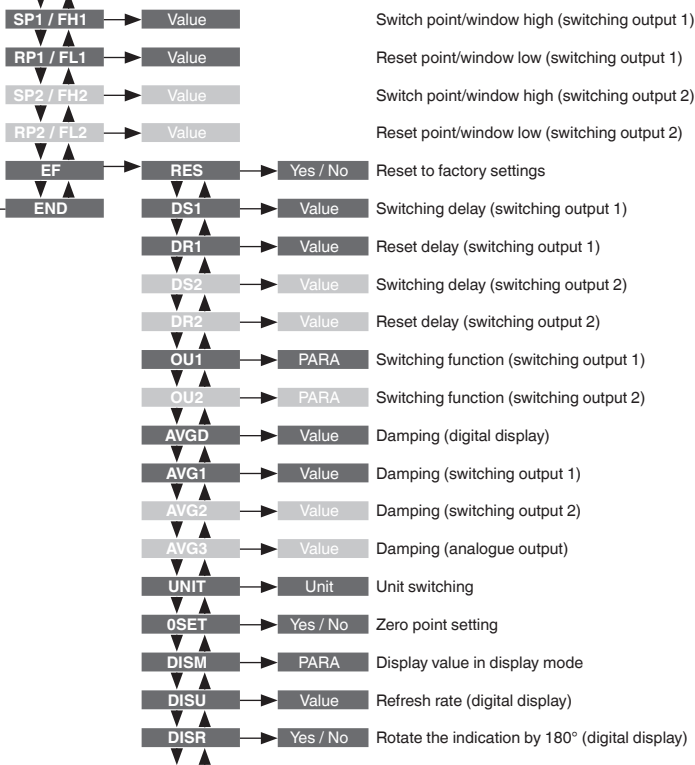 SP1 / FH1 Value Switch point/window high (switching output 1)
RP1 / FL1 Value Reset point/window low (switching output 1)
SP2 / FH2 Value Switch point/window high (switching output 2)
RP2 / FL2 Value Reset point/window low (switching output 2)
EF RES Yes / No Reset to factory settings
END DS1 Value Switching delay (switching output 1)
DR1 Value Reset delay (switching output 1)
DS2 Value Switching delay (switching output 2)
DR2 Value Reset delay (switching output 2)
OU1 PARA Switching function (switching output 1)
OU2 PARA Switching function (switching output 2)
AVGD Value Damping (digital display)
AVG1 Value Damping (switching output 1)
AVG2 Value Damping (switching output 2)
AVG3 Value Damping (analogue output)
UNIT Unit Unit switching
0SET Yes / No Zero point setting
DISM PARA Display value in display mode
DISU Value Refresh rate (digital display)
DISR Yes / No Rotate the indication by 180° (digital display)